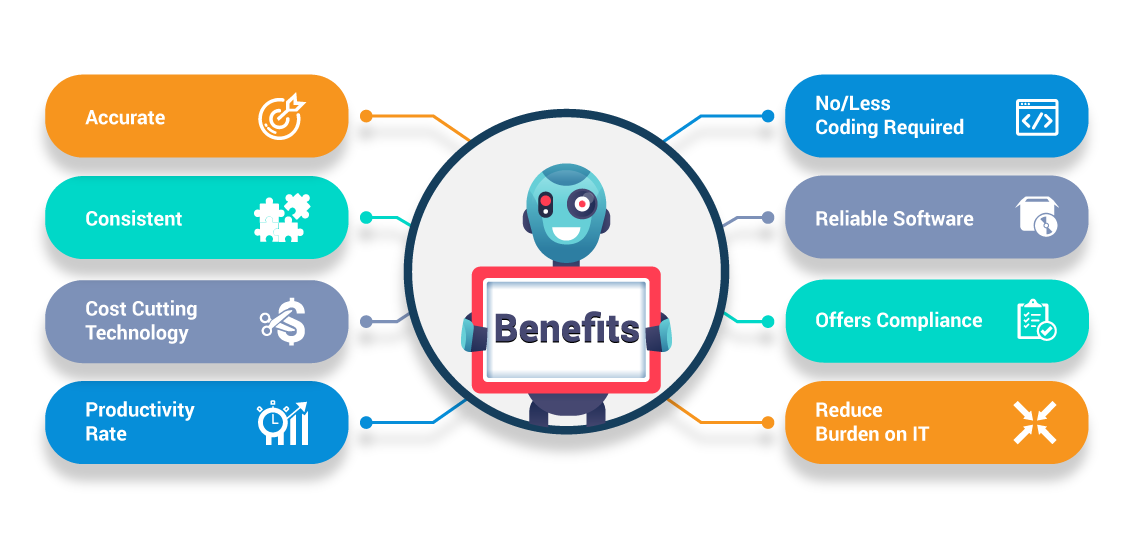 Accurate
Consistent
Cost Cutting
Technology
Productivity
Rate
Benefits
No/Less
Coding Required
Reliable Software
Offers Compliance
Reduce
Burden on IT